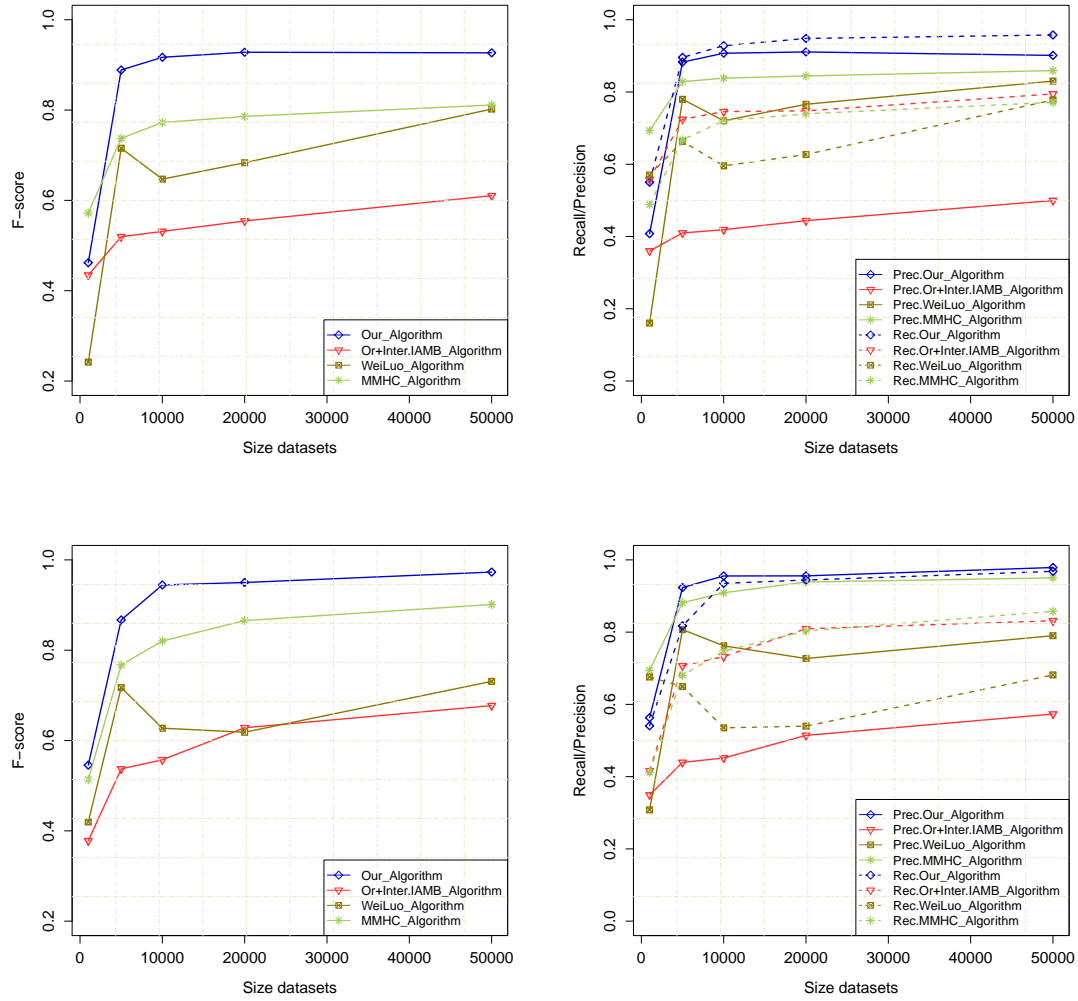 F−score
1.0
0.8
0.6
0.4
0.2
0
10000
20000
30000
40000
50000
Size datasets
Our_Algorithm
Or+Inter.IAMB_Algorithm
WeiLuo_Algorithm
MMHC_Algorithm
Recall/Precision
1.0
0.8
0.6
0.4
0.2
0.0
0
10000
20000
30000
40000
50000
Size datasets
Prec.Our_Algorithm
Prec.Or+Inter.IAMB_Algorithm
Prec.WeiLuo_Algorithm
Prec.MMHC_Algorithm
Rec.Our_Algorithm
Rec.Or+Inter.IAMB_Algorithm
Rec.WeiLuo_Algorithm
Rec.MMHC_Algorithm
F−score
1.0
0.8
0.6
0.4
0.2
0
10000
20000
30000
40000
50000
Size datasets
Our_Algorithm
Or+Inter.IAMB_Algorithm
WeiLuo_Algorithm
MMHC_Algorithm
Recall/Precision
1.0
0.8
0.6
0.4
0.2
0.0
0
10000
20000
30000
40000
50000
Size datasets
Prec.Our_Algorithm
Prec.Or+Inter.IAMB_Algorithm
Prec.WeiLuo_Algorithm
Prec.MMHC_Algorithm
Rec.Our_Algorithm
Rec.Or+Inter.IAMB_Algorithm
Rec.WeiLuo_Algorithm
Rec.MMHC_Algorithm